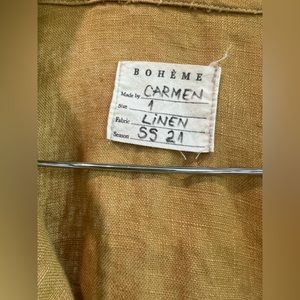 BOHÈME
Made by CARMEN
Size 1
Fabric LINEN
Season SS 21